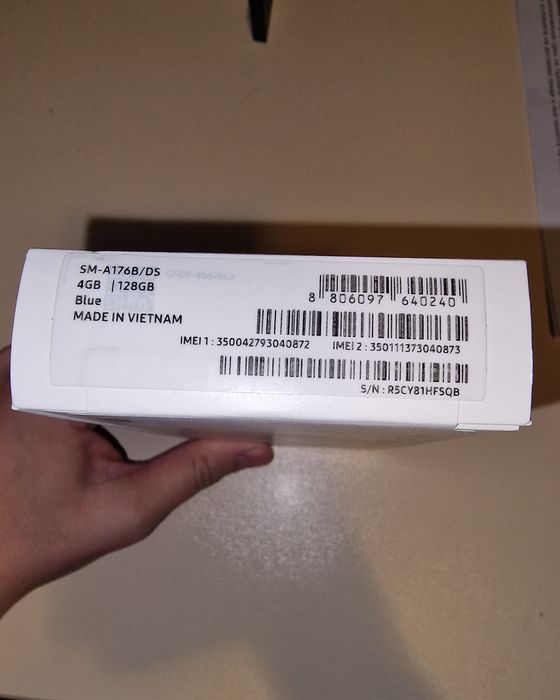 SM-A176B/DS
4GB | 128GB
Blue
MADE IN VIETNAM
8 806097 640240
IMEI 1 : 350042793040872 IMEI 2 : 350111373040873
S/N : R5CY81HFSQB